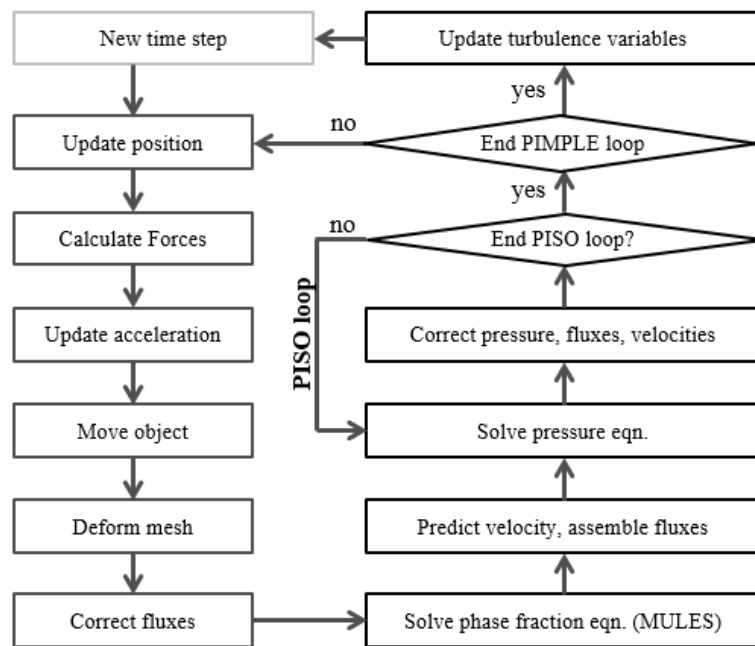 New time step
Update turbulence variables
yes
no
Update position
End PIMPLE loop
yes
Calculate Forces
no
End PISO loop?
Update acceleration
PISO loop
Correct pressure, fluxes, velocities
Move object
Solve pressure eqn.
Deform mesh
Predict velocity, assemble fluxes
Correct fluxes
Solve phase fraction eqn. (MULES)